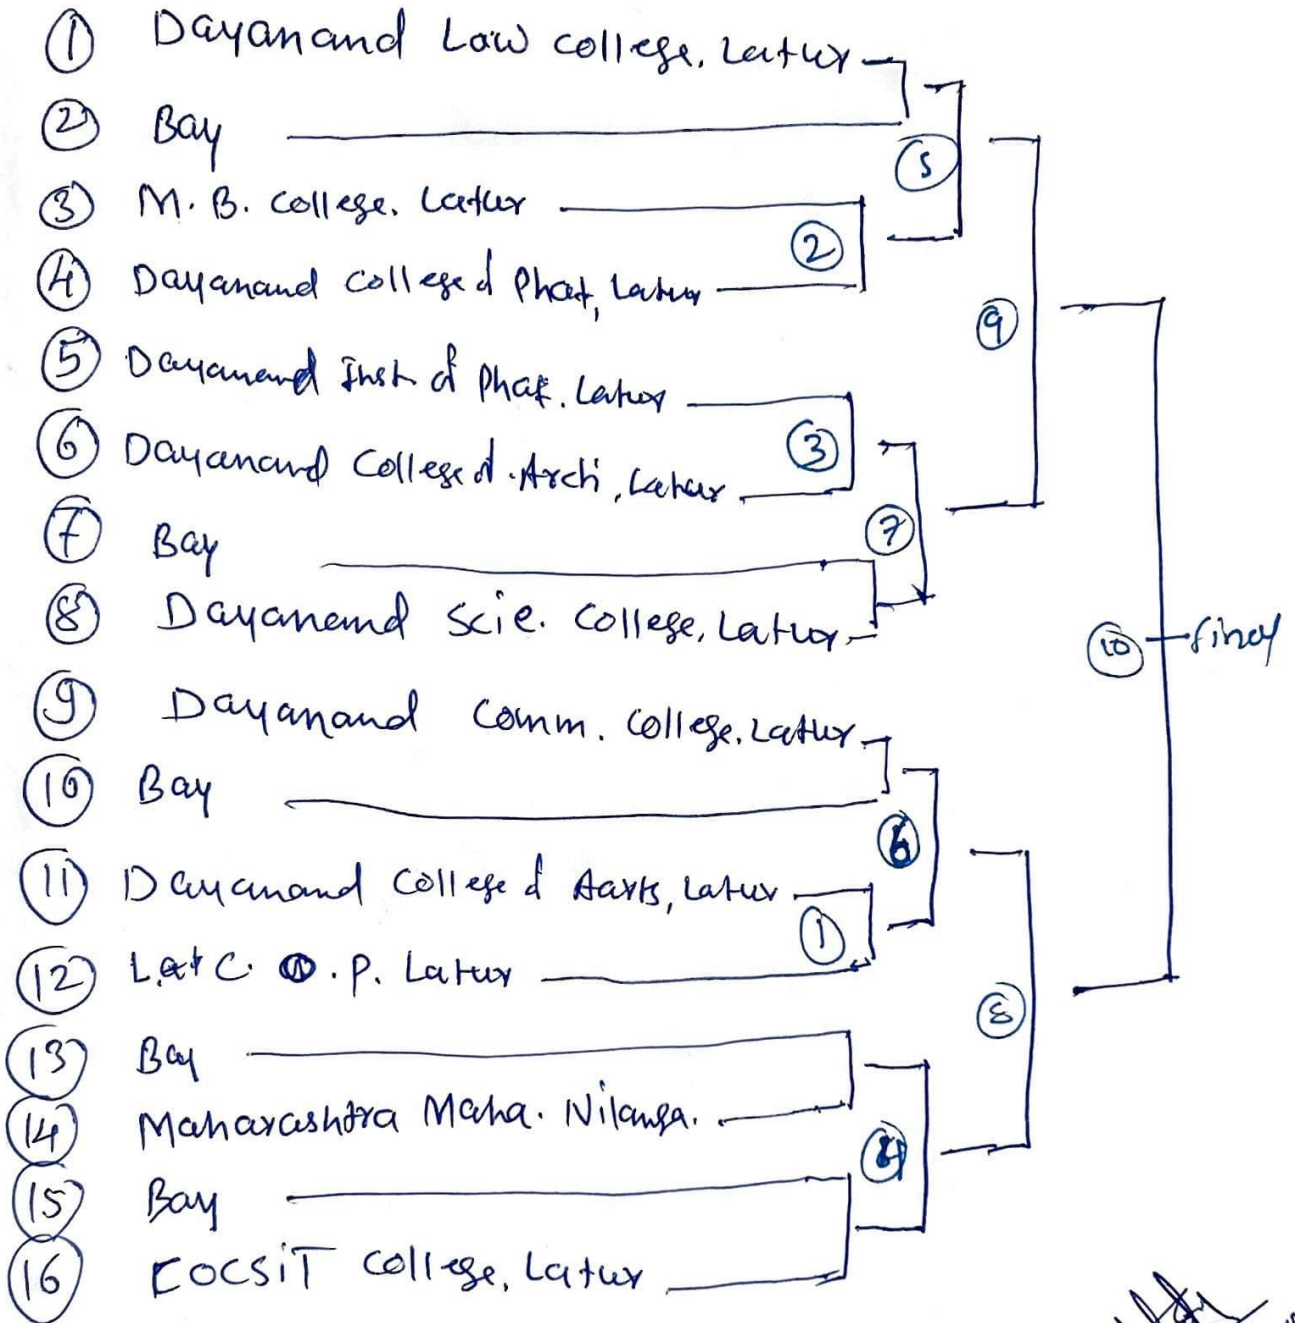 ① Dayanand Law college. Latur
② Bay
⑤
③ M. B. College. Latur
②
④ Dayanand College of Phar, Latur
⑨
⑤ Dayanand Inst of Phar. Latur
⑥ Dayanand College of Archi, Latur
③
⑦ Bay
⑦
⑧ Dayanand Scie. College, Latur
⑩ final
⑨ Dayanand Comm. College. Latur
⑩ Bay
⑥
⑪ Dayanand College of Aarts, Latur
①
⑫ Lat C. .P. Latur
⑧
⑬ Bay
⑭ Maharashtra Maha. Nilanga.
④
⑮ Bay
⑯ COCSiT College, Latur